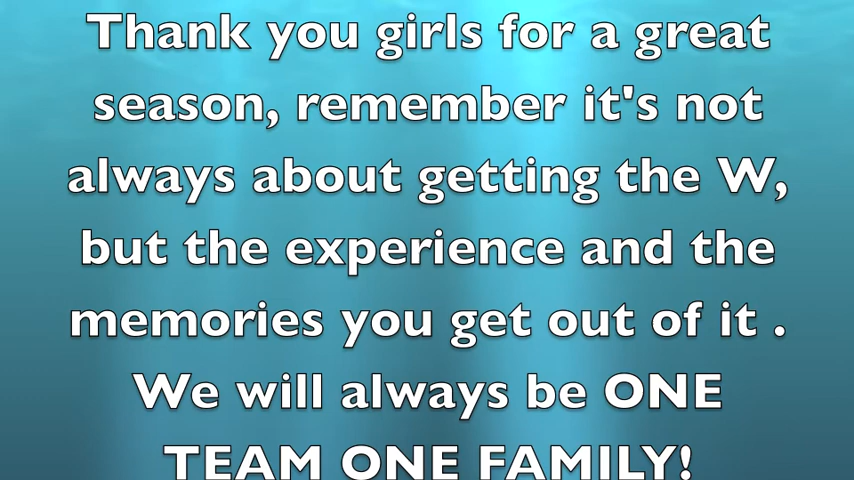 Thank you girls for a great
season, remember it's not
always about getting the W,
but the experience and the
memories you get out of it .
We will always be ONE
TEAM ONE FAMILY!